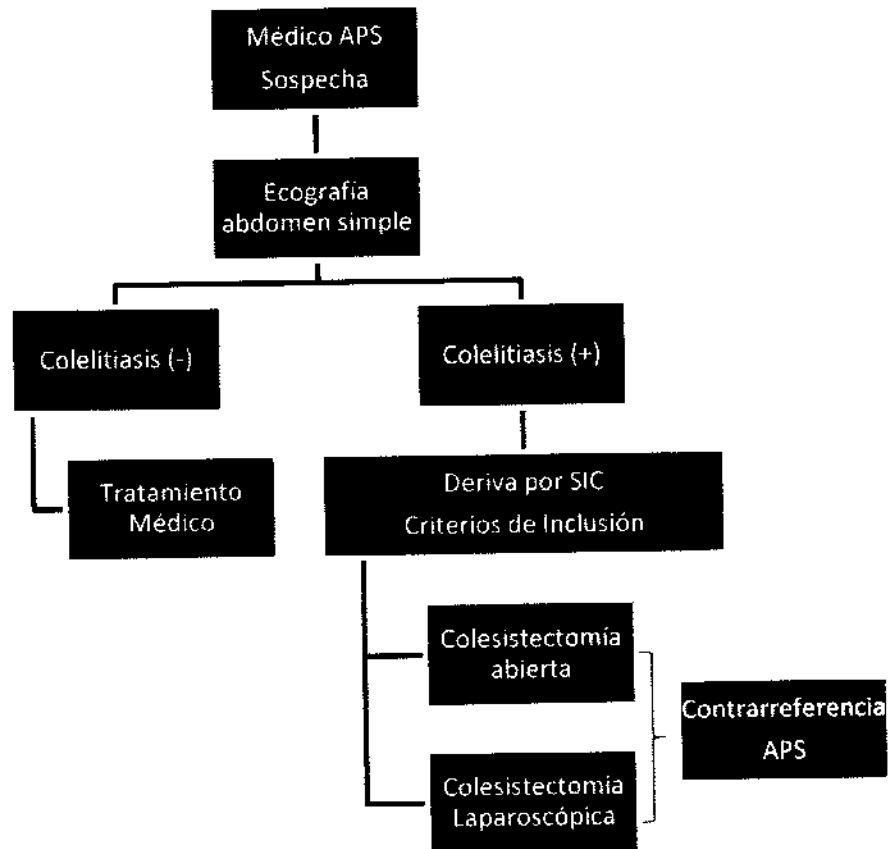 Médico APS
Sospecha
Ecografía
abdomen simple
Colelitiasis (-)
Colelitiasis (+)
Tratamiento
Médico
Deriva por SIC
Criterios de Inclusión
Colesistectomía
abierta
Contrarreferencia
APS
Colesistectomía
Laparoscópica